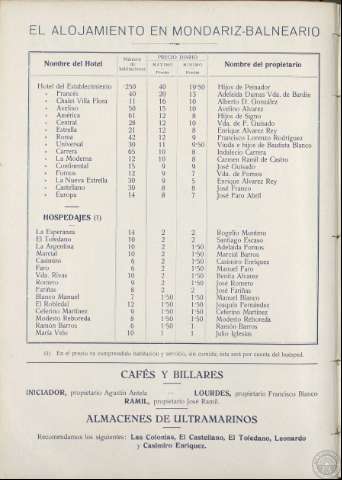 EL ALOJAMIENTO EN MONDARIZ-BALNEARIO
Nombre del Hotel Número de habitaciones PRECIO DIARIO MÁXIMO Pesetas MÍNIMO Pesetas Nombre del propietario
Hotel del Establecimiento 250 40 19'50 Hijos de Peinador
» Francés 40 20 15 Adelaida Dumas Vda. de Bardie
» Chalet Villa Flora 11 16 10 Alberto D. González
» Avelino 50 15 10 Avelino Alvarez
» América 61 12 8 Hijos de Signo
» Central 28 12 10 Vda. de E. Guisado
» Estrella 21 12 8 Enrique Alvarez Rey
» Roma 42 12 8 Francisco Lorenzo Rodríguez
» Universal 30 11 9'50 Viuda e hijos de Bautista Blanco
» Carrera 65 10 8 Indalecio Carrera
» La Moderna 12 10 8 Carmen Ramil de Castro
» Continental 15 9 9 José Guisado
» Fornos 12 9 7 Vda. de Fornos
» La Nueva Estrella 30 9 5 Enrique Alvarez Rey
» Castellano 30 8 8 José Franco
» Europa 14 8 7 José Faro Abril
HOSPEDAJES (1)
La Esperanza 14 2 2 Rogelio Montero
El Toledano 10 2 2 Santiago Escaso
La Argentina 10 2 1'50 Adelaida Fornos
Marcial 10 2 1'50 Marcial Barros
Casimiro 6 2 1'50 Casimiro Enríquez
Faro 6 2 1'50 Manuel Faro
Vda. Rivas 10 2 1'50 Benita Alvarez
Romero 9 2 1'50 José Romero
Fariñas 8 2 2 José Fariñas
Blanco Manuel 7 1'50 1'50 Manuel Blanco
El Robledal 12 1'50 1'50 Joaquín Fernández
Celerino Martínez 9 1'50 1'50 Celerino Martínez
Modesto Reboreda 8 1'50 1'50 Modesto Reboreda
Ramón Barros 6 1'50 1 Ramón Barros
María Veio 10 1 1 Julio Iglesias
(1) En el precio va comprendido habitación y servicio, sin comida; ésta será por cuenta del huésped.
CAFÉS Y BILLARES
INICIADOR, propietario Agustín Antela — LOURDES, propietario Francisco Blanco
RAMIL, propietario José Ramil.
ALMACENES DE ULTRAMARINOS
Recomendamos los siguientes: Las Colonias, El Castellano, El Toledano, Leonardo
y Casimiro Enríquez.